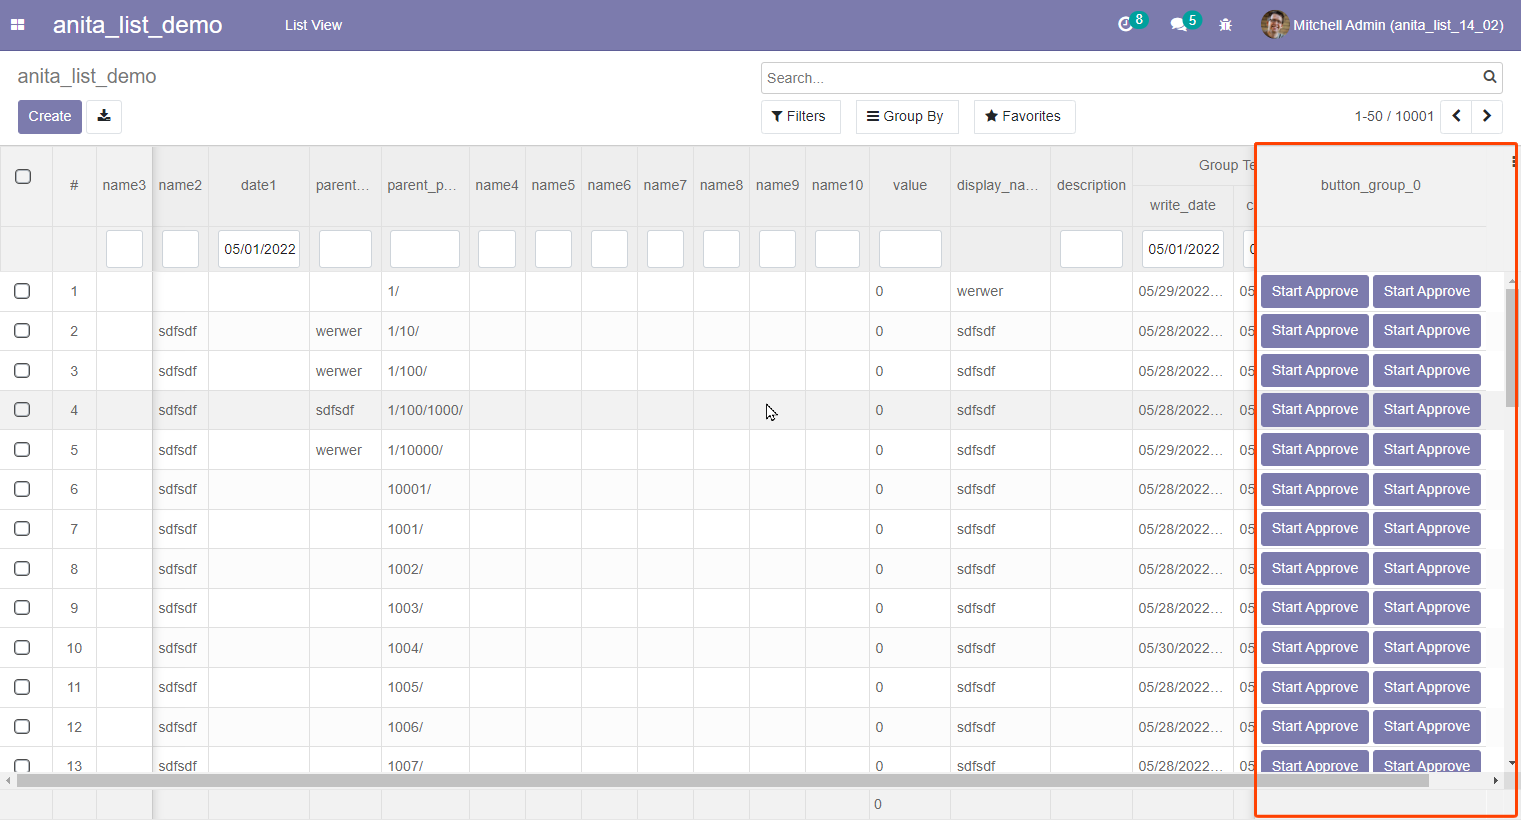 anita_list_demo List View 8 5 Mitchell Admin (anita_list_14_02)
anita_list_demo Search...
Create Filters Group By Favorites 1-50 / 10001
Group Te
# name3 name2 date1 parent... parent_p... name4 name5 name6 name7 name8 name9 name10 value display_na... description button_group_0
write_date c
05/01/2022 05/01/2022 0
1 1/ 0 werwer 05/29/2022... 05 Start Approve Start Approve
2 sdfsdf werwer 1/10/ 0 sdfsdf 05/28/2022... 05 Start Approve Start Approve
3 sdfsdf werwer 1/100/ 0 sdfsdf 05/28/2022... 05 Start Approve Start Approve
4 sdfsdf sdfsdf 1/100/1000/ 0 sdfsdf 05/28/2022... 05 Start Approve Start Approve
5 sdfsdf werwer 1/10000/ 0 sdfsdf 05/29/2022... 05 Start Approve Start Approve
6 sdfsdf 10001/ 0 sdfsdf 05/28/2022... 05 Start Approve Start Approve
7 sdfsdf 1001/ 0 sdfsdf 05/28/2022... 05 Start Approve Start Approve
8 sdfsdf 1002/ 0 sdfsdf 05/28/2022... 05 Start Approve Start Approve
9 sdfsdf 1003/ 0 sdfsdf 05/28/2022... 05 Start Approve Start Approve
10 sdfsdf 1004/ 0 sdfsdf 05/30/2022... 05 Start Approve Start Approve
11 sdfsdf 1005/ 0 sdfsdf 05/28/2022... 05 Start Approve Start Approve
12 sdfsdf 1006/ 0 sdfsdf 05/28/2022... 05 Start Approve Start Approve
13 sdfsdf 1007/ 0 sdfsdf 05/28/2022... 05 Start Approve Start Approve
0